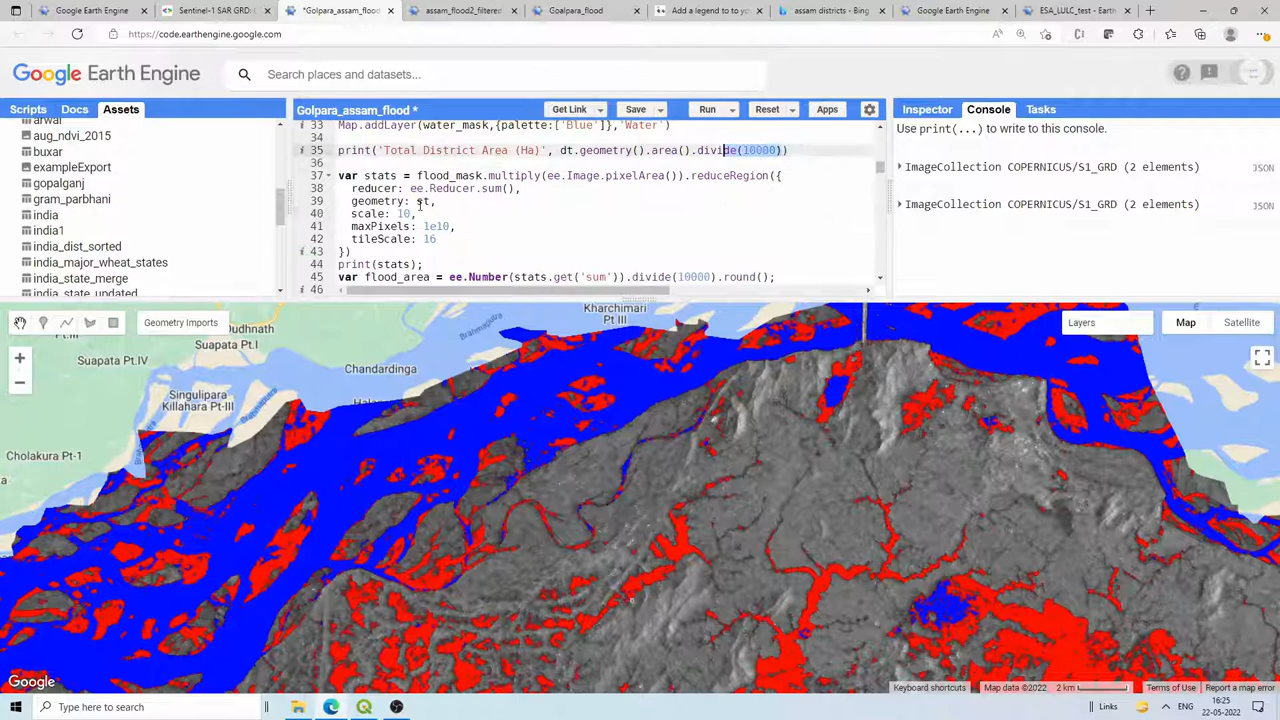 *Golpara_assam_flood
https://code.earthengine.google.com
Google Earth Engine
Search places and datasets...
Scripts Docs Assets
arwar
aug_ndvi_2015
buxar
exampleExport
gopalganj
gram_parbhani
india
india1
india_dist_sorted
india_major_wheat_states
india_state_merge
india_state_updated
Golpara_assam_flood *
Get Link Save Run Reset Apps
33 Map.addLayer(water_mask,{palette:['Blue']},'Water')
34
35 print('Total District Area (Ha)', dt.geometry().area().divide(10000))
36
37 var stats = flood_mask.multiply(ee.Image.pixelArea()).reduceRegion({
38 reducer: ee.Reducer.sum(),
39 geometry: st,
40 scale: 10,
41 maxPixels: 1e10,
42 tileScale: 16
43 })
44 print(stats);
45 var flood_area = ee.Number(stats.get('sum')).divide(10000).round();
46
Inspector Console Tasks
Use print(...) to write to this console.
ImageCollection COPERNICUS/S1_GRD (2 elements) JSON
ImageCollection COPERNICUS/S1_GRD (2 elements) JSON
Google Earth Engine
Sentinel-1 SAR GRD: C
assam_flood2_filtered
Goalpara_flood
Add a legend to to yo
assam districts - Bing
Google Earth Engine
ESA_LULC_test - Earth
Geometry Imports
Layers
Map Satellite
Dudhnath
Suapata Pt.I
Suapata Pt.IV
Singulipara
Killahara Pt-III
Cholakura Pt-1
Chandardinga
Kharchimari
Pt III
Brahmaputra
Google
Keyboard shortcuts Map data ©2022 2 km Terms of Use Report a map error
Type here to search
Links ENG 16:25
22-05-2022